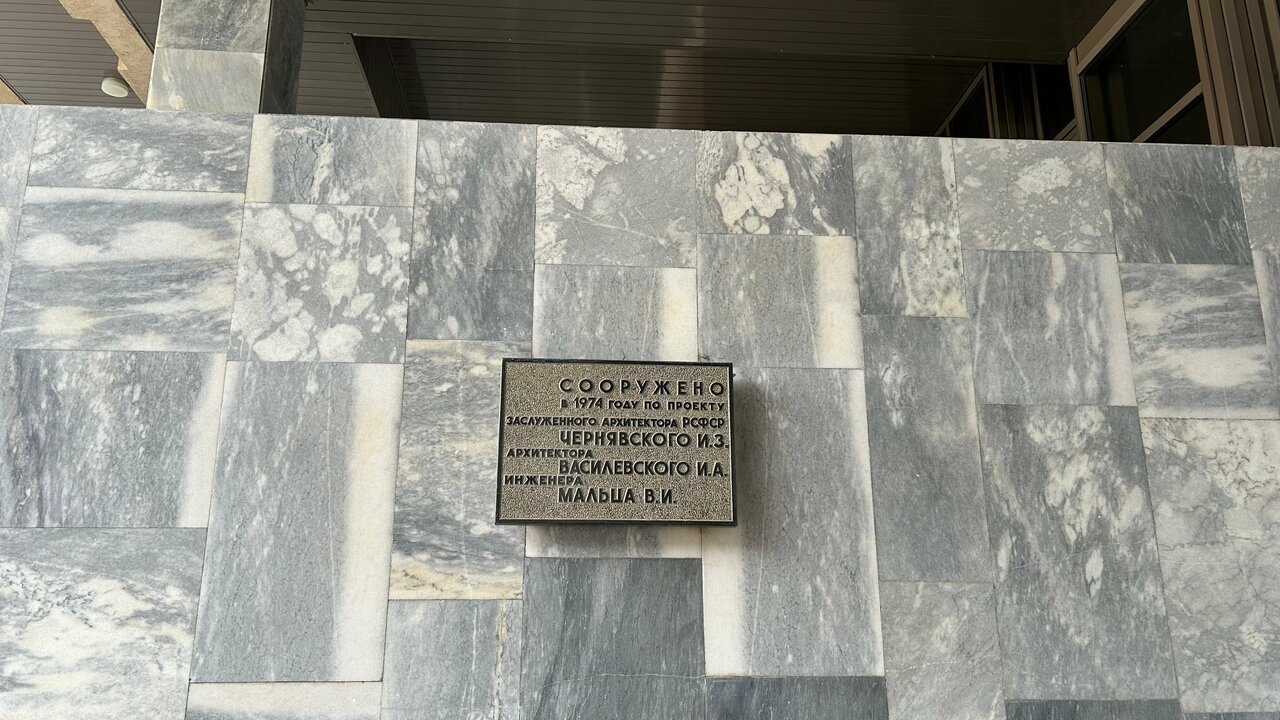 СООРУЖЕНО
в 1974 году по проекту
ЗАСЛУЖЕННОГО АРХИТЕКТОРА РСФСР
ЧЕРНЯВСКОГО И.З.
АРХИТЕКТОРА
ВАСИЛЕВСКОГО И.А.
ИНЖЕНЕРА
МАЛЬЦА В.И.